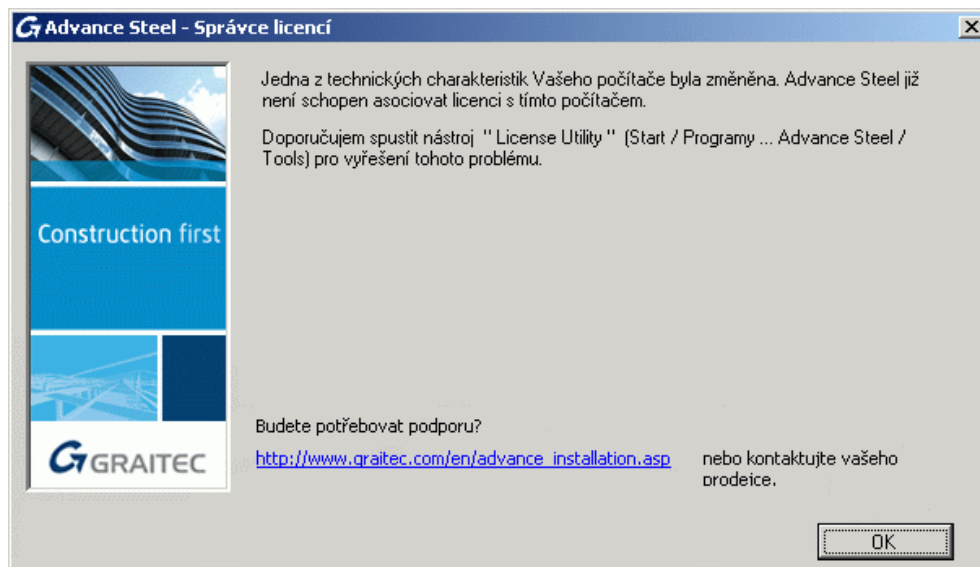 Advance Steel - Správce licencí
Jedna z technických charakteristik Vašeho počítače byla změněna. Advance Steel již
není schopen asociovat licenci s tímto počítačem.
Doporučujem spustit nástroj " License Utility " (Start / Programy ... Advance Steel /
Tools) pro vyřešení tohoto problému.
Construction first
Budete potřebovat podporu?
http://www.graitec.com/en/advance_installation.asp nebo kontaktujte vašeho
prodejce.
GRAITEC
OK